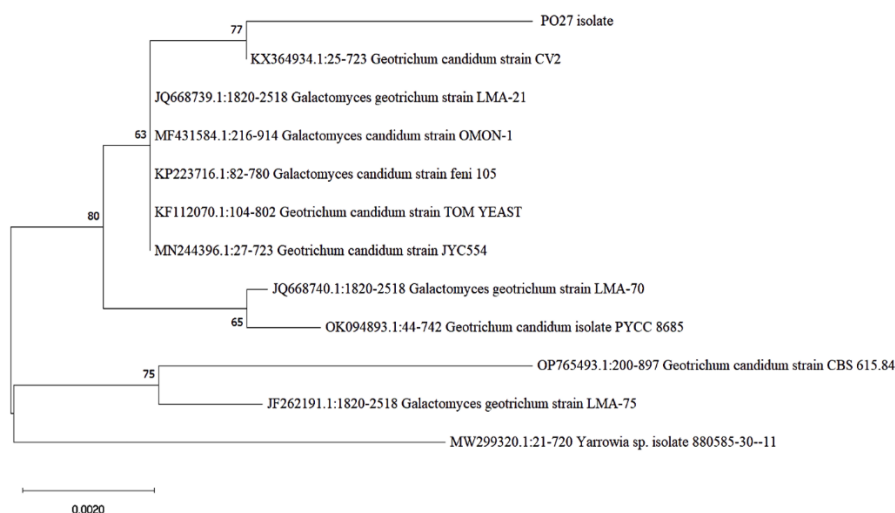 PO27 isolate
77
KX364934.1:25-723 Geotrichum candidum strain CV2
JQ668739.1:1820-2518 Galactomyces geotrichum strain LMA-21
63
MF431584.1:216-914 Galactomyces candidum strain OMON-1
KP223716.1:82-780 Galactomyces candidum strain feni 105
80
KF112070.1:104-802 Geotrichum candidum strain TOM YEAST
MN244396.1:27-723 Geotrichum candidum strain JYC554
JQ668740.1:1820-2518 Galactomyces geotrichum strain LMA-70
65
OK094893.1:44-742 Geotrichum candidum isolate PYCC 8685
OP765493.1:200-897 Geotrichum candidum strain CBS 615.84
75
JF262191.1:1820-2518 Galactomyces geotrichum strain LMA-75
MW299320.1:21-720 Yarrowia sp. isolate 880585-30--11
0.0020